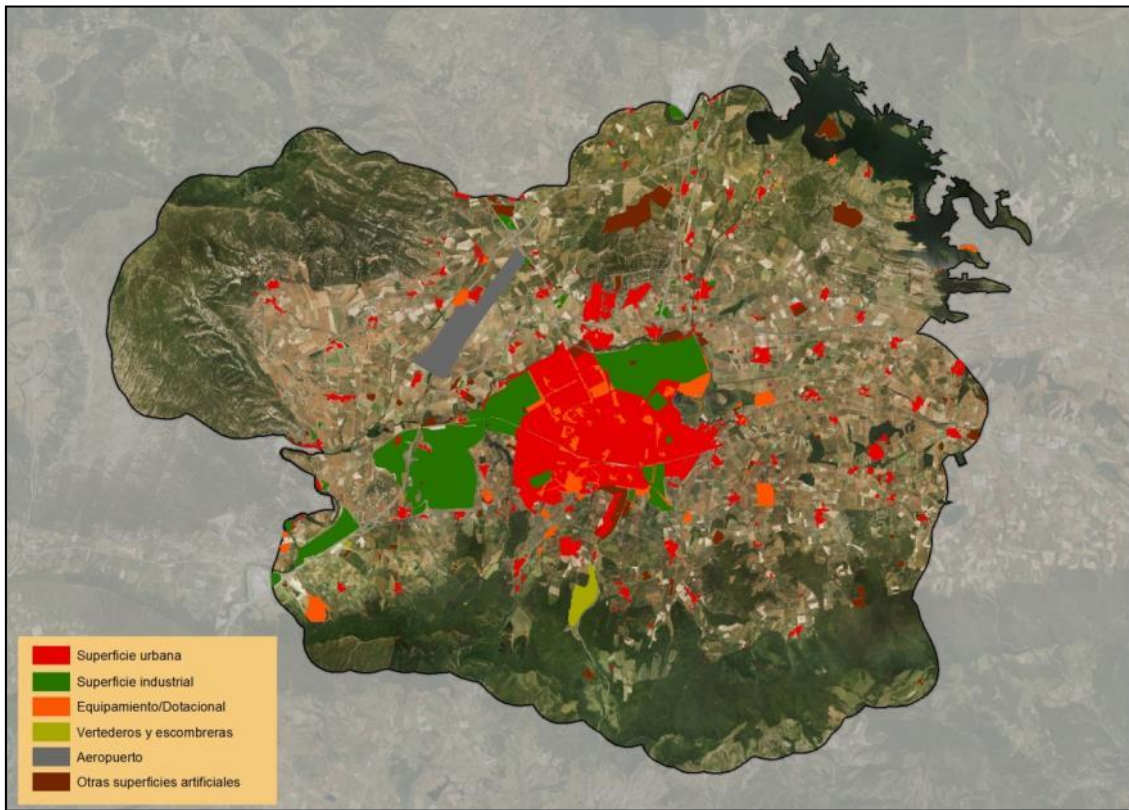 Superficie urbana
Superficie industrial
Equipamiento/Dotacional
Vertederos y escombreras
Aeropuerto
Otras superficies artificiales